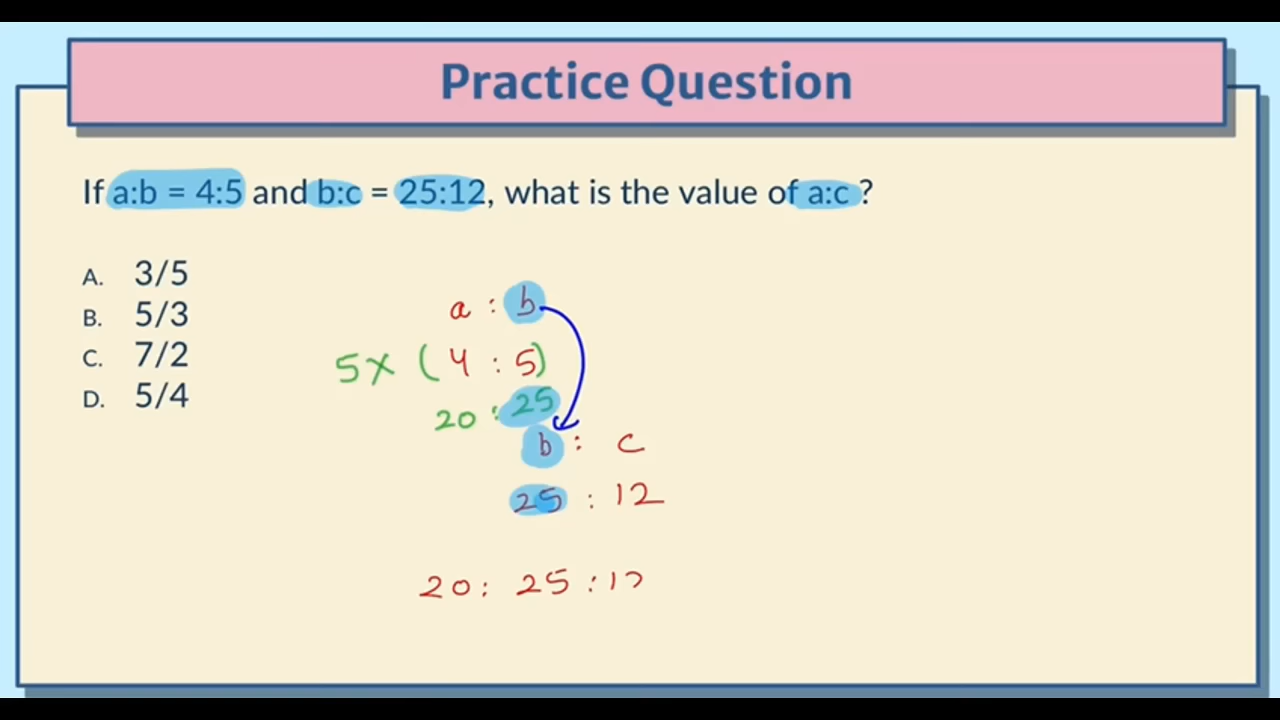 Practice Question
If a:b = 4:5 and b:c = 25:12, what is the value of a:c ?
A. 3/5
B. 5/3
C. 7/2
D. 5/4
a : b
5× ( 4 : 5)
20 : 25
b : c
25 : 12
20 : 25 : 12